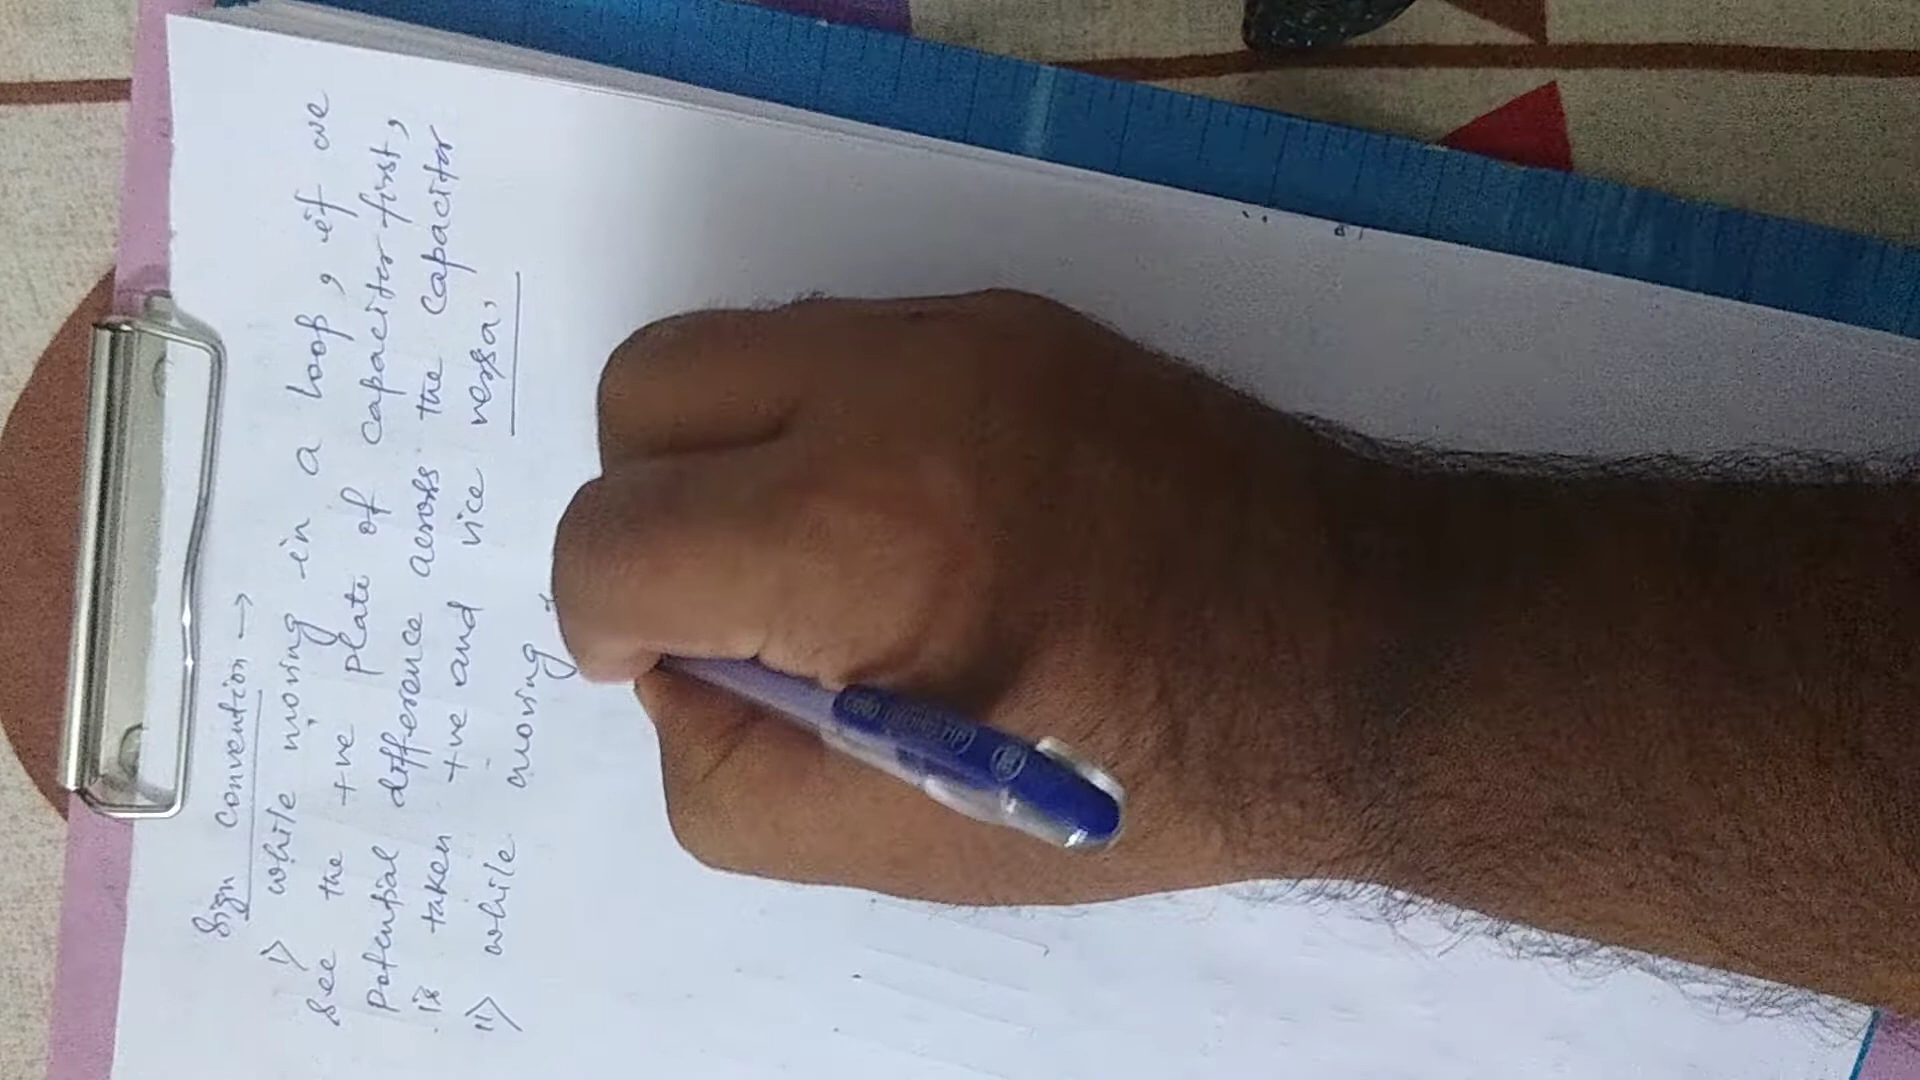 Sign Convention →
i) while moving in a loop, if we
see the +ve plate of capacitor first,
potential difference across the capacitor
is taken +ve and vice versa.
ii) while moving